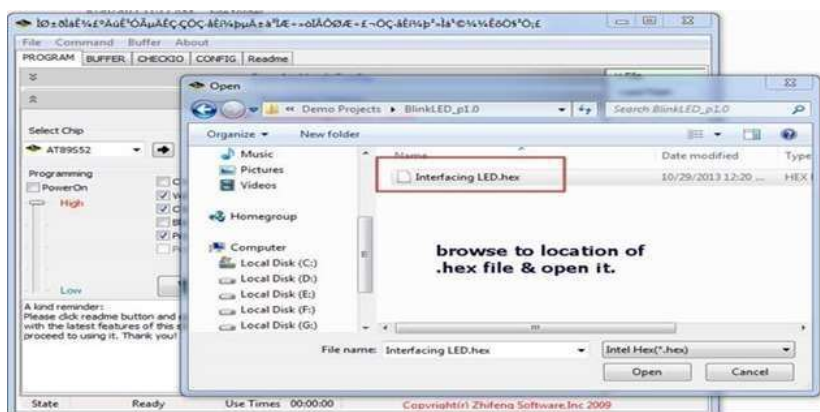 File Command Buffer About
PROGRAM BUFFER CHECKIO CONFIG Readme
Open
Demo Projects BlinkLED_p1.0
Search BlinkLED_p1.0
Organize New folder
Select Chip
AT89S52
Programming
PowerOn
High
Low
A kind reminder:
Please click readme button and
with the latest features of this s
proceed to using it. Thank you!
Music
Pictures
Videos
Homegroup
Computer
Local Disk (C:)
Local Disk (D:)
Local Disk (E:)
Local Disk (F:)
Local Disk (G:)
Name Date modified Type
Interfacing LED.hex 10/29/2013 12:20 ... HEX
browse to location of
.hex file & open it.
File name: Interfacing LED.hex Intel Hex(*.hex)
Open Cancel
State Ready Use Times 00:00:00 Copyright(r) Zhifeng Software.Inc 2009